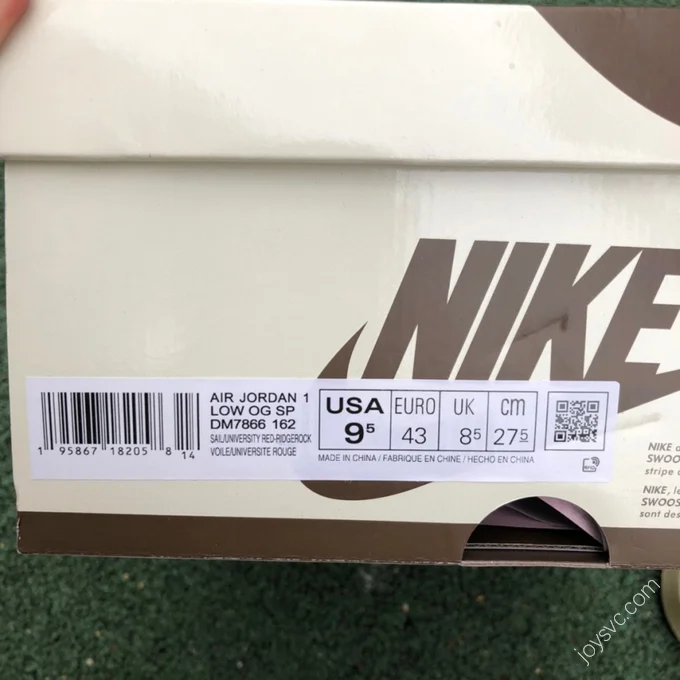 NIKE
AIR JORDAN 1
LOW OG SP
DM7866 162
SAIL/UNIVERSITY RED-RIDGEROCK
VOILE/UNIVERSITE ROUGE
1 95867 18205 8 14
USA
9⁵
EURO
43
UK
8⁵
cm
27⁵
MADE IN CHINA / FABRIQUE EN CHINE / HECHO EN CHINA
NIKE
SWOOS
stripe
NIKE, le
SWOOS
sont des
joysvc.com